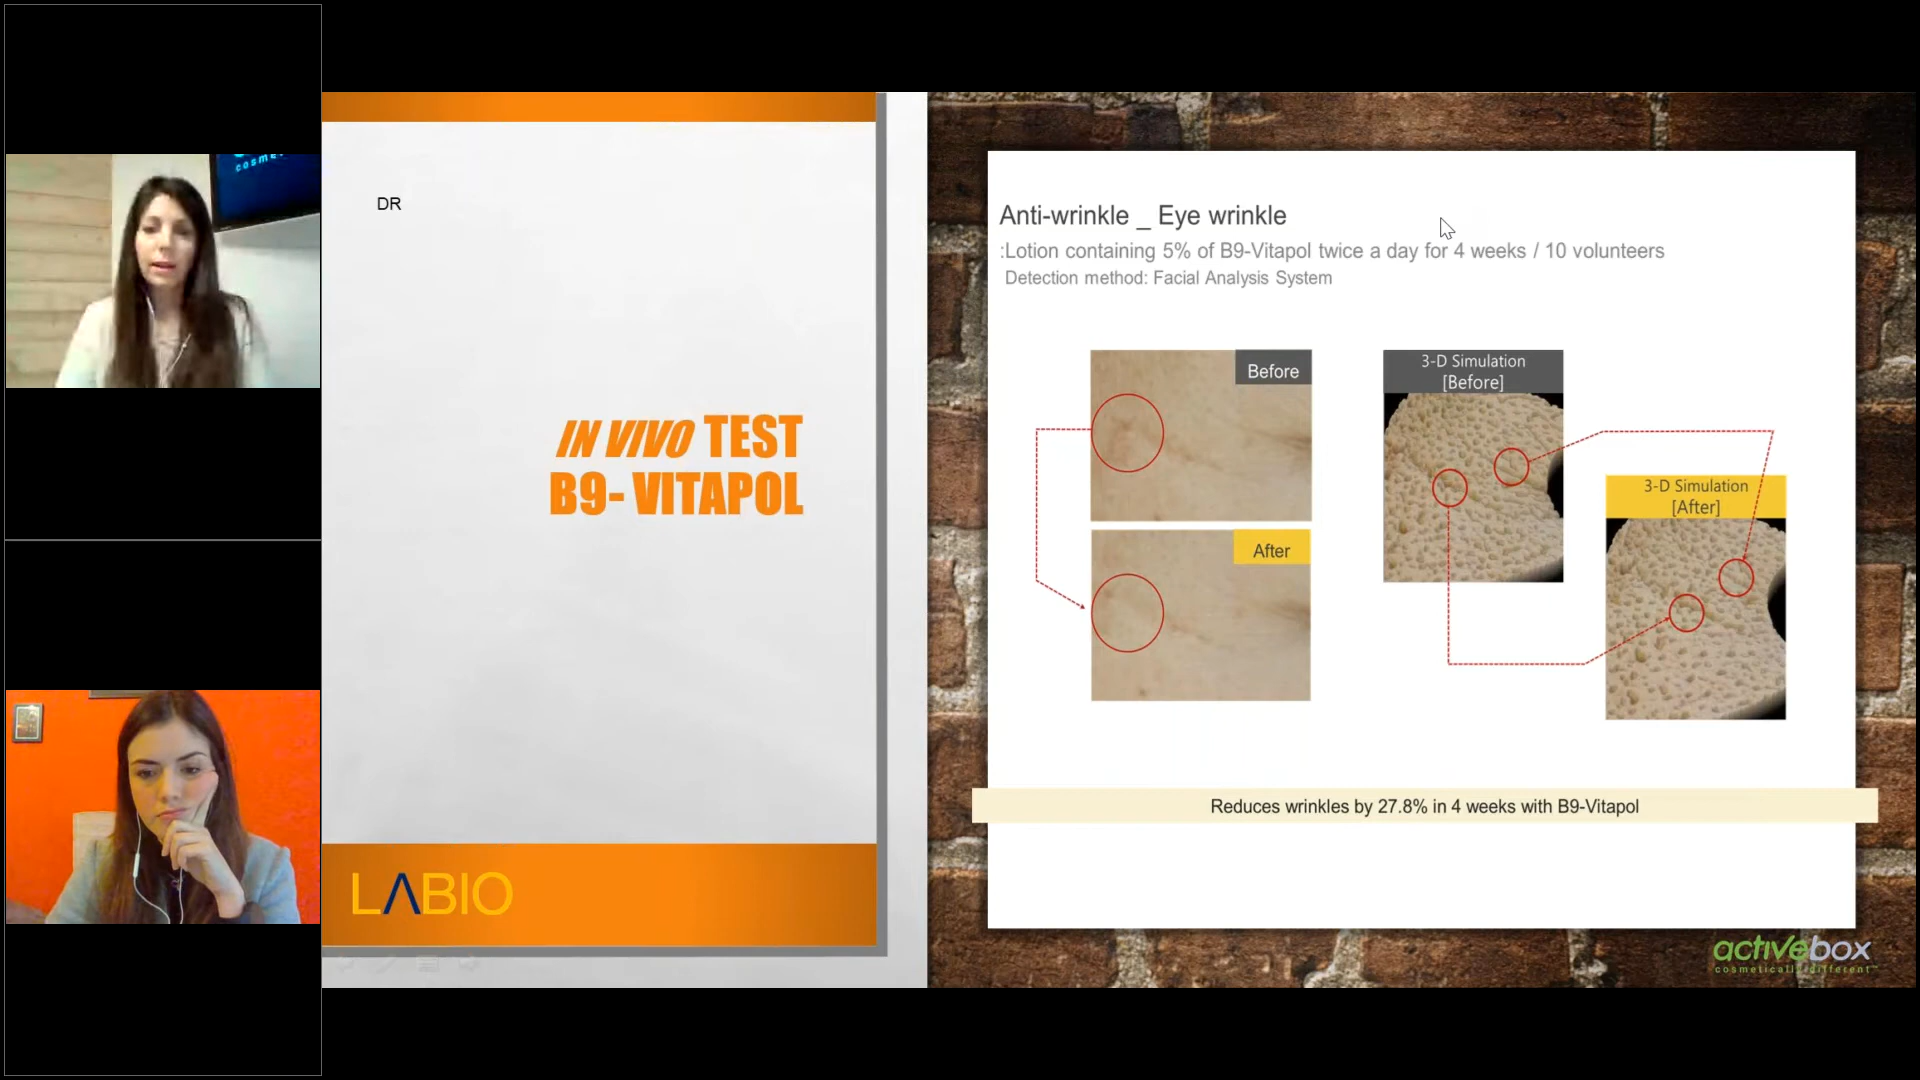 cosme
DR
IN VIVO TEST
B9- VITAPOL
LABIO
Anti-wrinkle _ Eye wrinkle
:Lotion containing 5% of B9-Vitapol twice a day for 4 weeks / 10 volunteers
Detection method: Facial Analysis System
Before
After
3-D Simulation
[Before]
3-D Simulation
[After]
Reduces wrinkles by 27.8% in 4 weeks with B9-Vitapol
activebox
cosmetically different